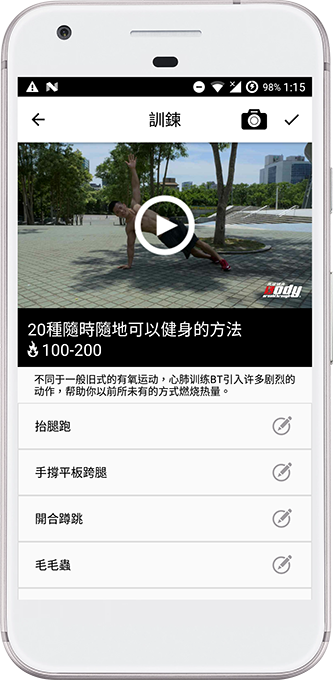 98% 1:15
訓鍊
body
20種隨時隨地可以健身的方法
100-200
不同于一般旧式的有氧运动，心肺训练BT引入许多剧烈的
动作，帮助你以前所未有的方式燃烧热量。
抬腿跑
手撐平板跨腿
開合蹲跳
毛毛蟲